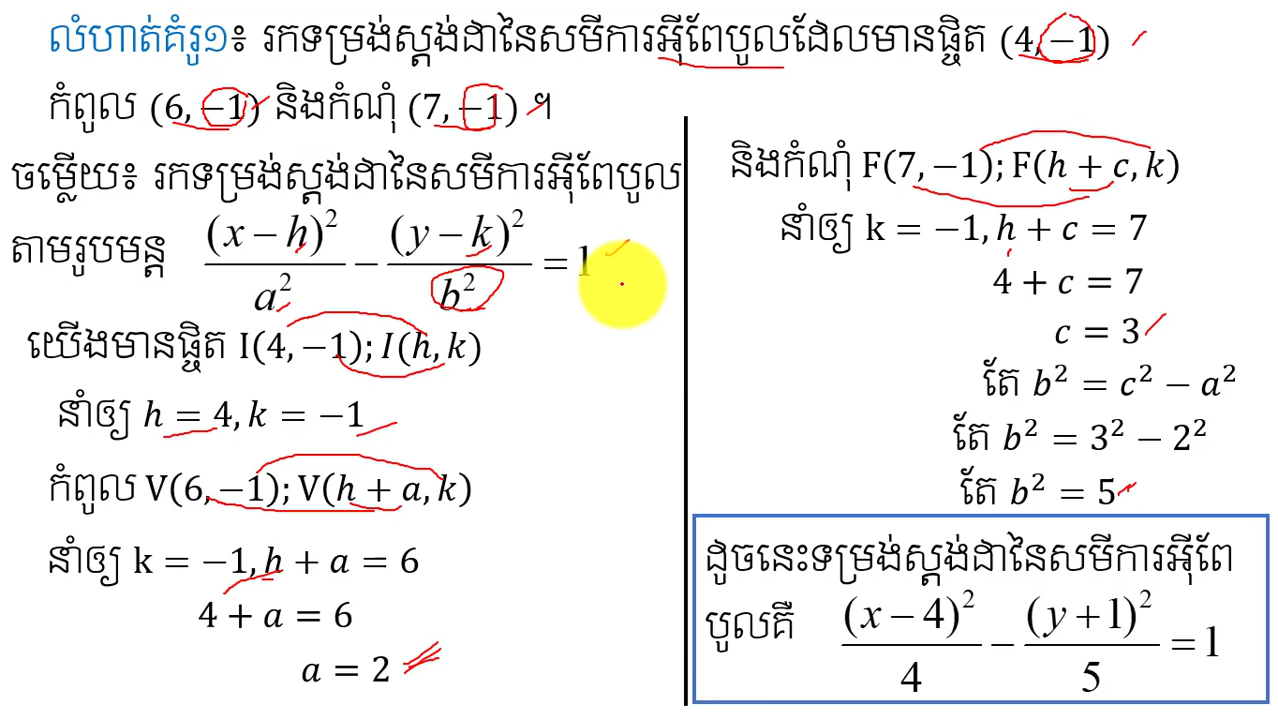 លំហាត់គំរូ១៖ រកទម្រង់ស្តង់ដានៃសមីការអ៊ីពែបូលដែលមានផ្ចិត (4, −1)
កំពូល (6, −1) និងកំណុំ (7, −1) ។
ចម្លើយ៖ រកទម្រង់ស្តង់ដានៃសមីការអ៊ីពែបូល
តាមរូបមន្ត (x − h)²/a² − (y − k)²/b² = 1
យើងមានផ្ចិត I(4, −1); I(h, k)
នាំឲ្យ h = 4, k = −1
កំពូល V(6, −1); V(h + a, k)
នាំឲ្យ k = −1, h + a = 6
4 + a = 6
a = 2
និងកំណុំ F(7, −1); F(h + c, k)
នាំឲ្យ k = −1, h + c = 7
4 + c = 7
c = 3
តែ b² = c² − a²
តែ b² = 3² − 2²
តែ b² = 5
ដូចនេះទម្រង់ស្តង់ដានៃសមីការអ៊ីពែ
បូលគឺ (x − 4)²/4 − (y + 1)²/5 = 1